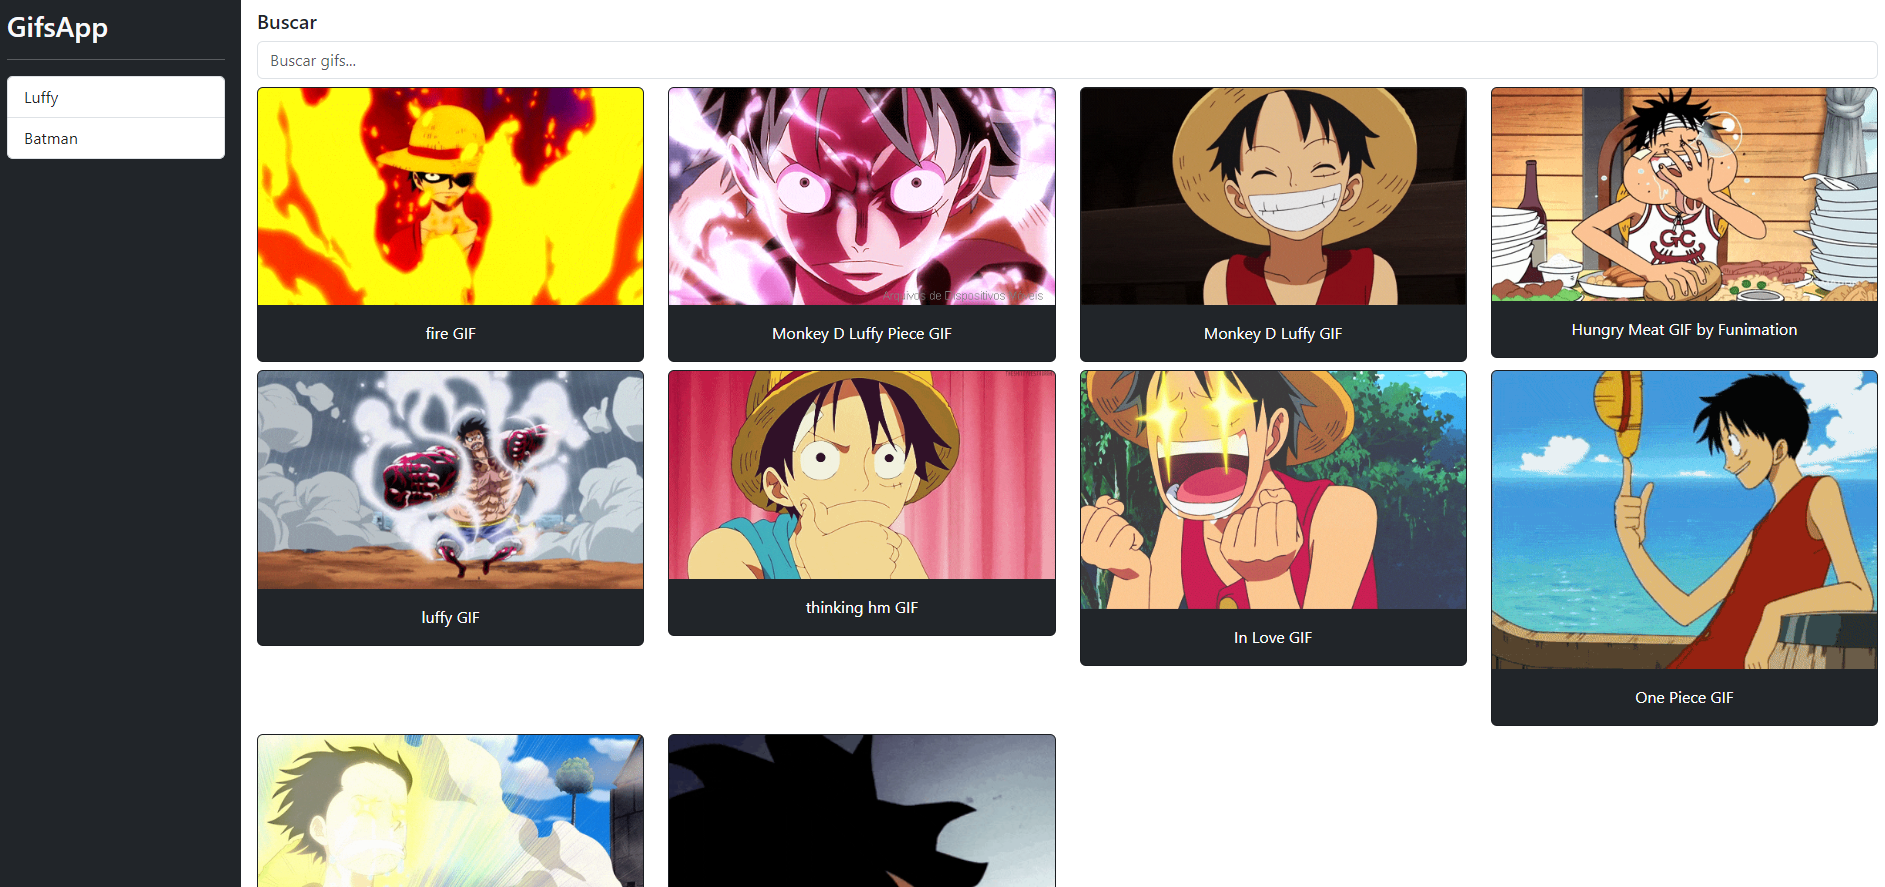 GifsApp
Luffy
Batman
Buscar
Buscar gifs...
Arquivos de Dispositivos Móveis
fire GIF
Monkey D Luffy Piece GIF
Monkey D Luffy GIF
GC
Hungry Meat GIF by Funimation
luffy GIF
thinking hm GIF
In Love GIF
One Piece GIF